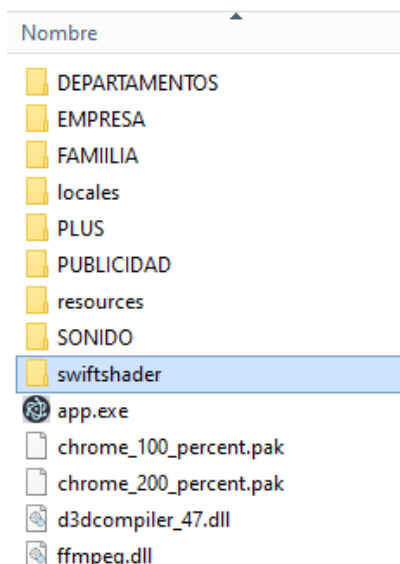 Nombre
DEPARTAMENTOS
EMPRESA
FAMIILIA
locales
PLUS
PUBLICIDAD
resources
SONIDO
swiftshader
app.exe
chrome_100_percent.pak
chrome_200_percent.pak
d3dcompiler_47.dll
ffmpeg.dll